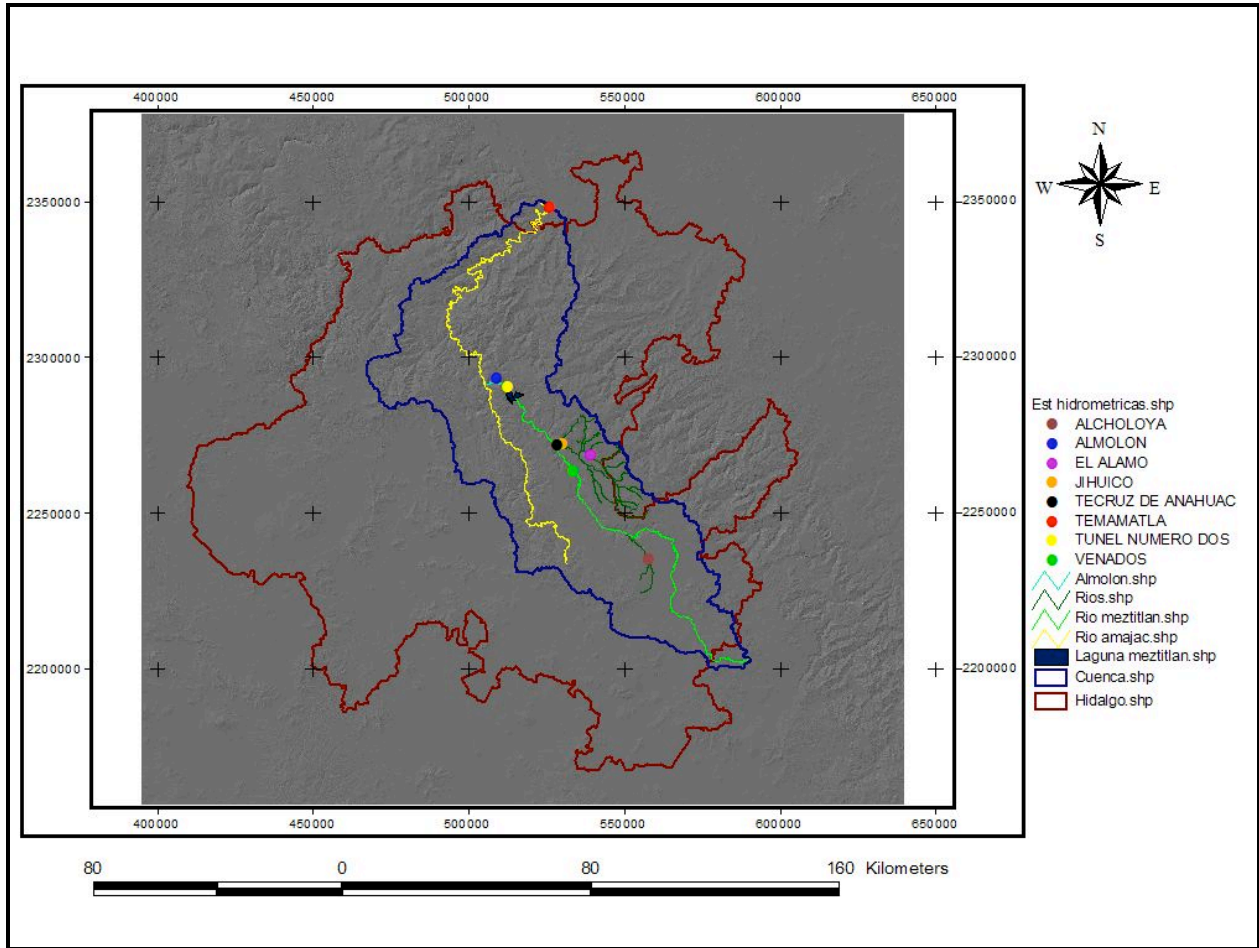 400000 450000 500000 550000 600000 650000
N
W E
S
2350000 2350000
2300000 2300000
2250000 2250000
2200000 2200000
400000 450000 500000 550000 600000 650000
Est hidrometricas.shp
ALCHOLOYA
ALMOLON
EL ALAMO
JIHUICO
TECRUZ DE ANAHUAC
TEMAMATLA
TUNEL NUMERO DOS
VENADOS
Almolon.shp
Rios.shp
Rio meztitlan.shp
Rio amajac.shp
Laguna meztitlan.shp
Cuenca.shp
Hidalgo.shp
80 0 80 160 Kilometers